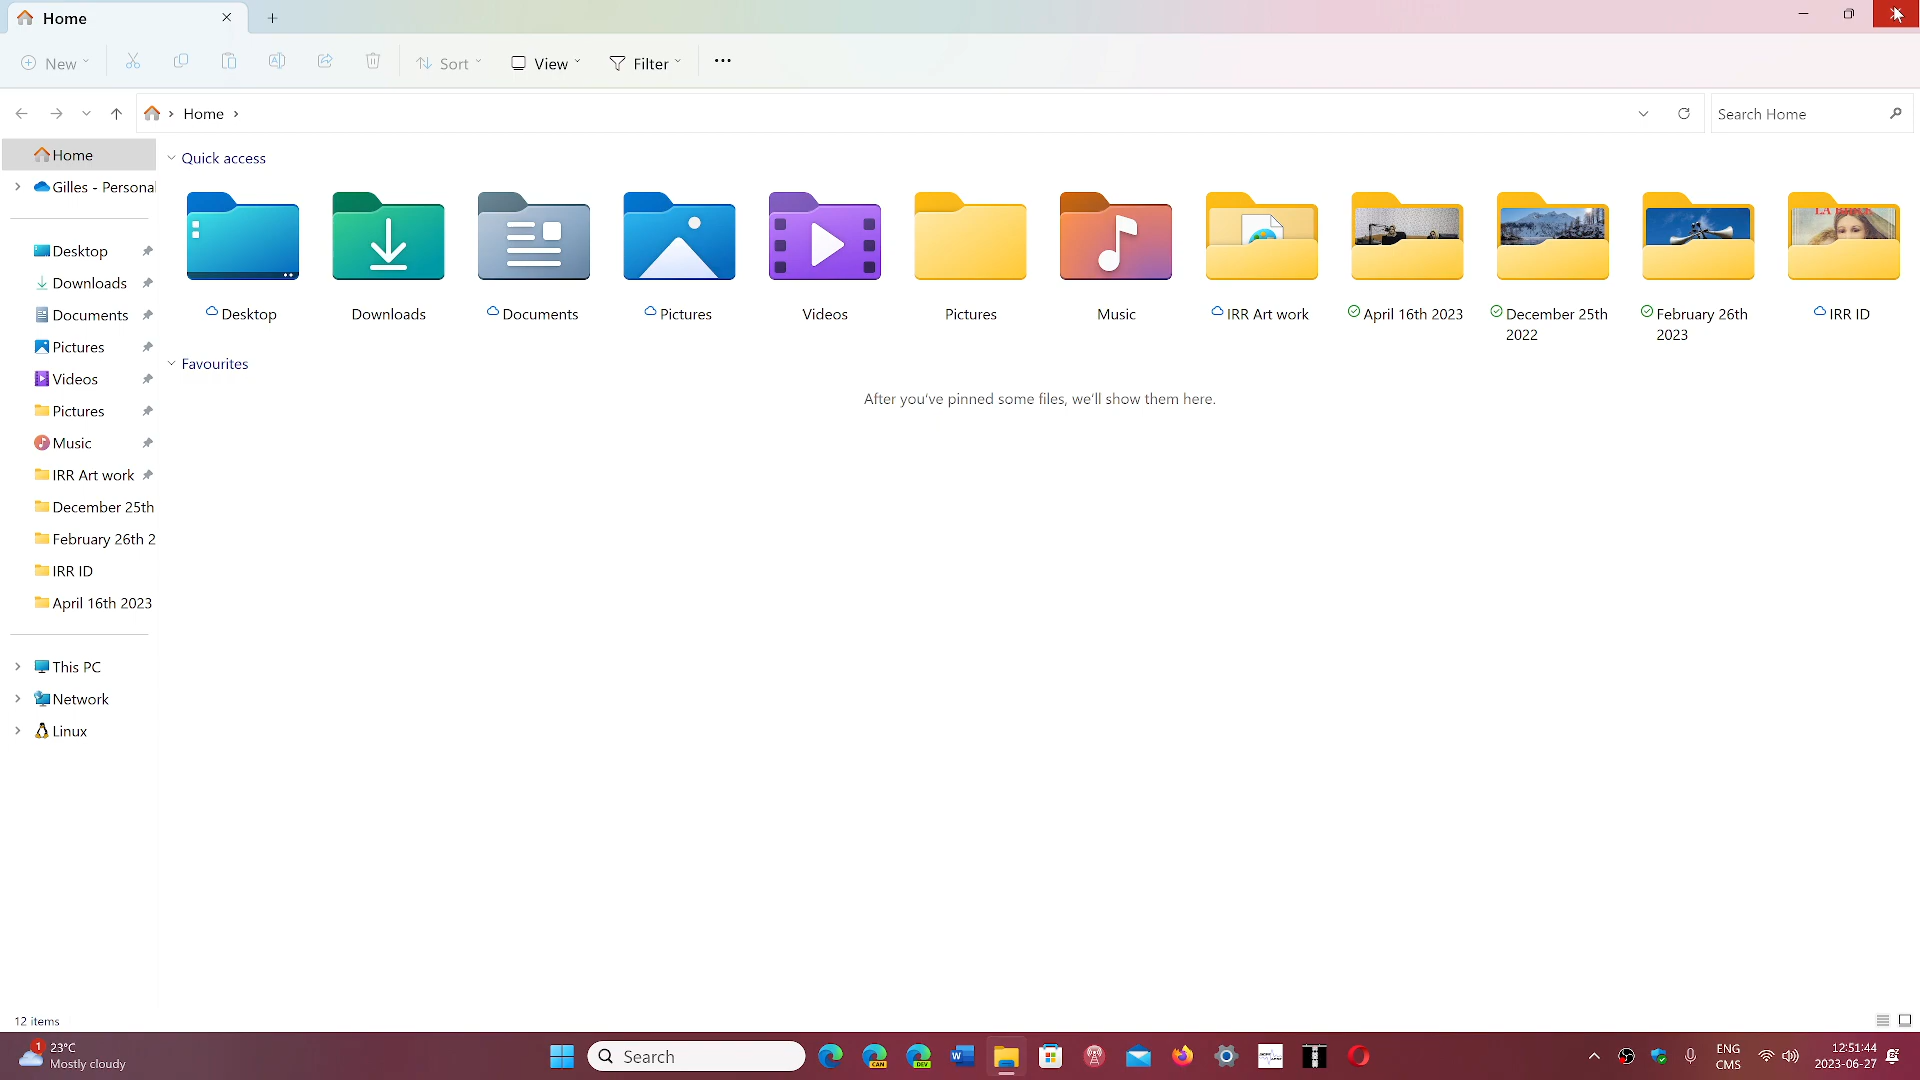 Home
New
Sort
View
Filter
Home
Search Home
Home
Gilles - Personal
Desktop
Downloads
Documents
Pictures
Videos
Pictures
Music
IRR Art work
December 25th
February 26th 2
IRR ID
April 16th 2023
This PC
Network
Linux
Quick access
Desktop
Downloads
Documents
Pictures
Videos
Pictures
Music
IRR Art work
April 16th 2023
December 25th
2022
February 26th
2023
IRR ID
Favourites
After you've pinned some files, we'll show them here.
12 items
1
23°C
Mostly cloudy
Search
CAN
DEV
ENG
CMS
12:51:44
2023-06-27